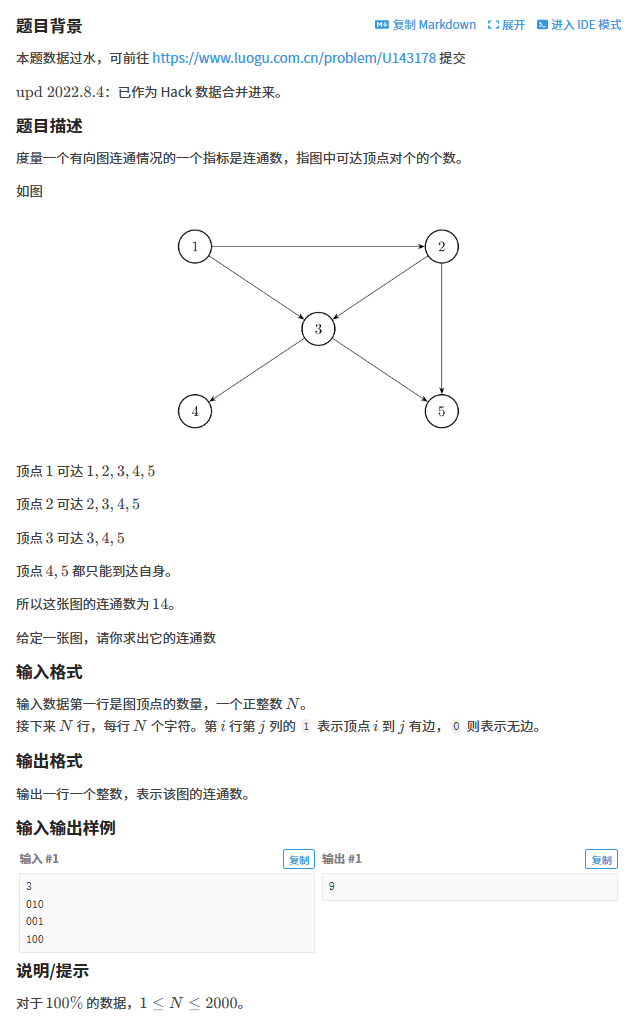 题目背景
复制 Markdown 展开 进入 IDE 模式
本题数据过水，可前往 https://www.luogu.com.cn/problem/U143178 提交
upd 2022.8.4：已作为 Hack 数据合并进来。
题目描述
度量一个有向图连通情况的一个指标是连通数，指图中可达顶点对个的个数。
如图
1
2
3
4
5
顶点 1 可达 1, 2, 3, 4, 5
顶点 2 可达 2, 3, 4, 5
顶点 3 可达 3, 4, 5
顶点 4, 5 都只能到达自身。
所以这张图的连通数为 14。
给定一张图，请你求出它的连通数
输入格式
输入数据第一行是图顶点的数量，一个正整数 N。
接下来 N 行，每行 N 个字符。第 i 行第 j 列的 1 表示顶点 i 到 j 有边，0 则表示无边。
输出格式
输出一行一个整数，表示该图的连通数。
输入输出样例
输入 #1
复制
3
010
001
100
输出 #1
复制
9
说明/提示
对于 100% 的数据，1 ≤ N ≤ 2000。